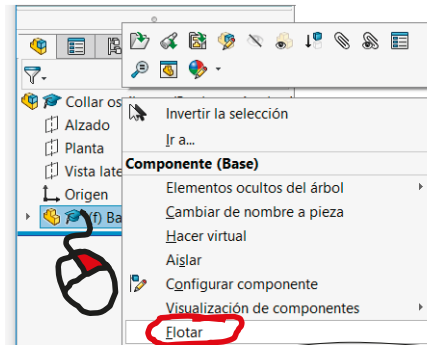 Collar os
Alzado
Planta
Vista late
Origen
(f) Ba
Invertir la selección
Ir a...
Componente (Base)
Elementos ocultos del árbol
Cambiar de nombre a pieza
Hacer virtual
Aislar
Configurar componente
Visualización de componentes
Flotar